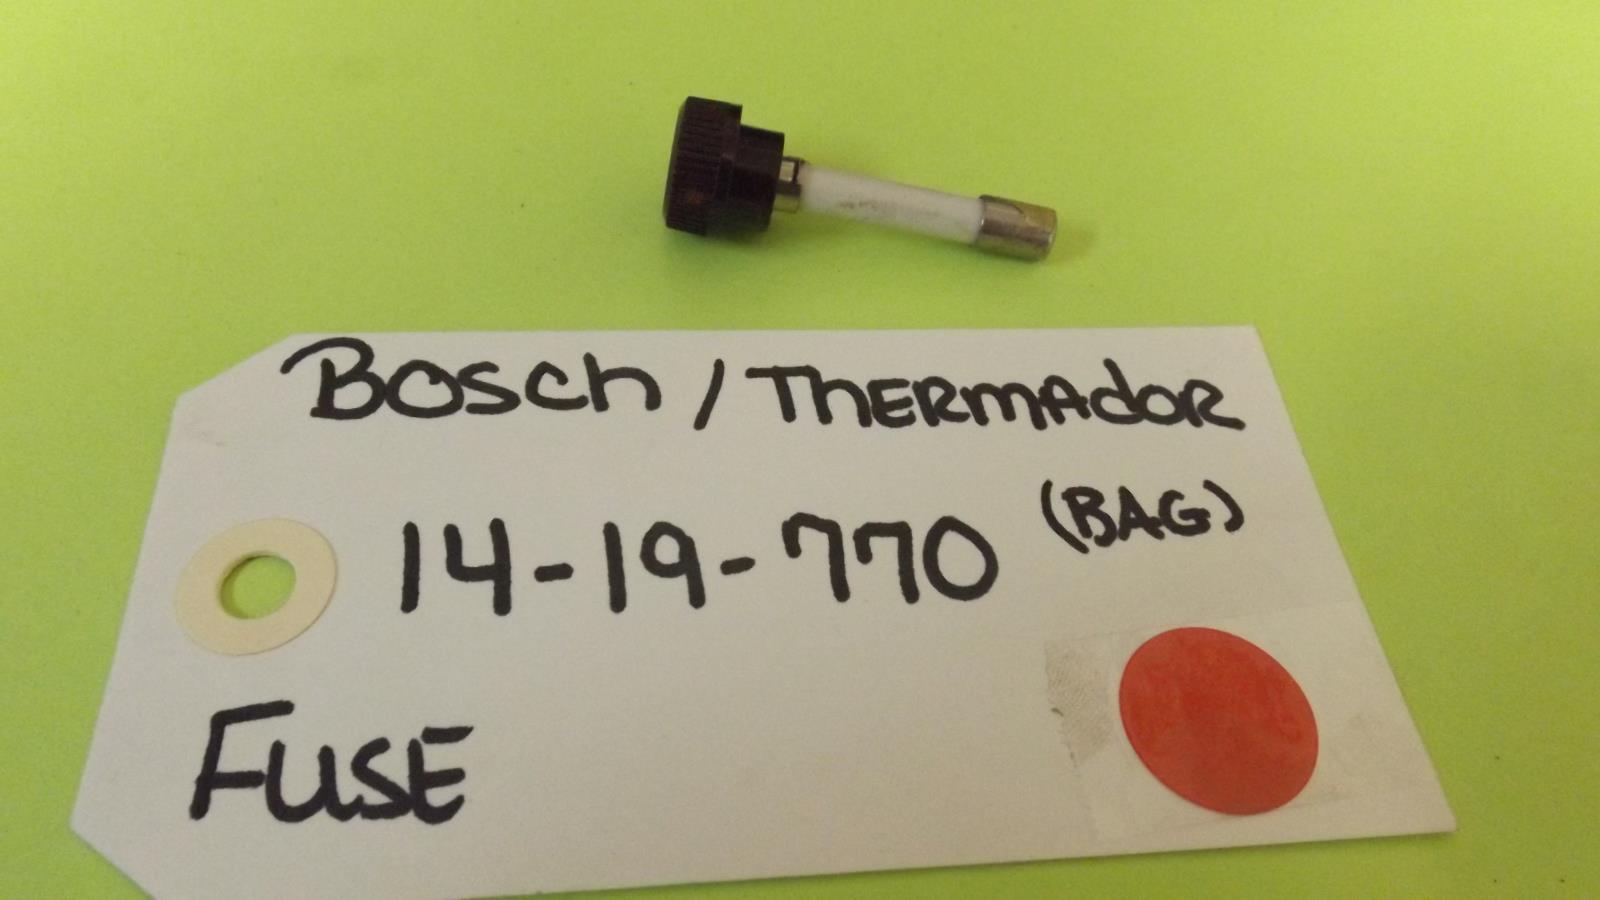 Bosch / Thermador
14-19-770 (BAG)
Fuse